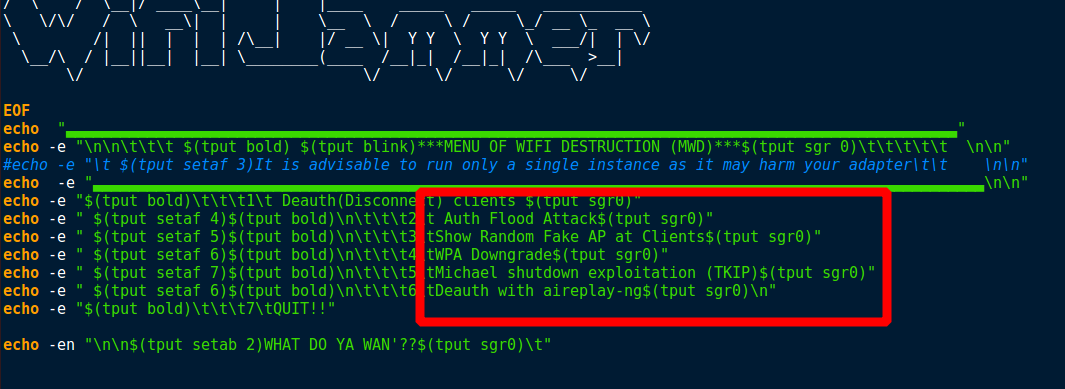 EOF
echo  "▂▂▂▂▂▂▂▂▂▂▂▂▂▂▂▂▂▂▂▂▂▂▂▂▂▂▂▂▂▂▂▂▂▂▂▂▂▂▂▂▂▂▂▂▂▂▂▂▂▂▂▂▂▂▂▂▂▂▂▂▂▂▂▂▂▂▂▂▂▂▂▂▂▂▂▂▂▂▂▂▂▂▂▂▂▂▂▂▂▂▂▂▂▂▂▂▂▂▂"
echo -e "\n\n\t\t\t $(tput bold) $(tput blink)***MENU OF WIFI DESTRUCTION (MWD)***$(tput sgr 0)\t\t\t\t\t  \n\n"
#echo -e "\t $(tput setaf 3)It is advisable to run only a single instance as it may harm your adapter\t\t    \n\n"
echo  -e "▂▂▂▂▂▂▂▂▂▂▂▂▂▂▂▂▂▂▂▂▂▂▂▂▂▂▂▂▂▂▂▂▂▂▂▂▂▂▂▂▂▂▂▂▂▂▂▂▂▂▂▂▂▂▂▂▂▂▂▂▂▂▂▂▂▂▂▂▂▂▂▂▂▂▂▂▂▂▂▂▂▂▂▂▂▂▂▂▂▂▂▂▂▂▂▂▂▂▂\n\n"
echo -e "$(tput bold)\t\t\t1\t Deauth(Disconnect) clients $(tput sgr0)"
echo -e " $(tput setaf 4)$(tput bold)\n\t\t\t2\t Auth Flood Attack$(tput sgr0)"
echo -e " $(tput setaf 5)$(tput bold)\n\t\t\t3\tShow Random Fake AP at Clients$(tput sgr0)"
echo -e " $(tput setaf 6)$(tput bold)\n\t\t\t4\tWPA Downgrade$(tput sgr0)"
echo -e " $(tput setaf 7)$(tput bold)\n\t\t\t5\tMichael shutdown exploitation (TKIP)$(tput sgr0)"
echo -e " $(tput setaf 6)$(tput bold)\n\t\t\t6\tDeauth with aireplay-ng$(tput sgr0)\n"
echo -e "$(tput bold)\t\t\t7\tQUIT!!"
echo -en "\n\n$(tput setab 2)WHAT DO YA WAN'??$(tput sgr0)\t"